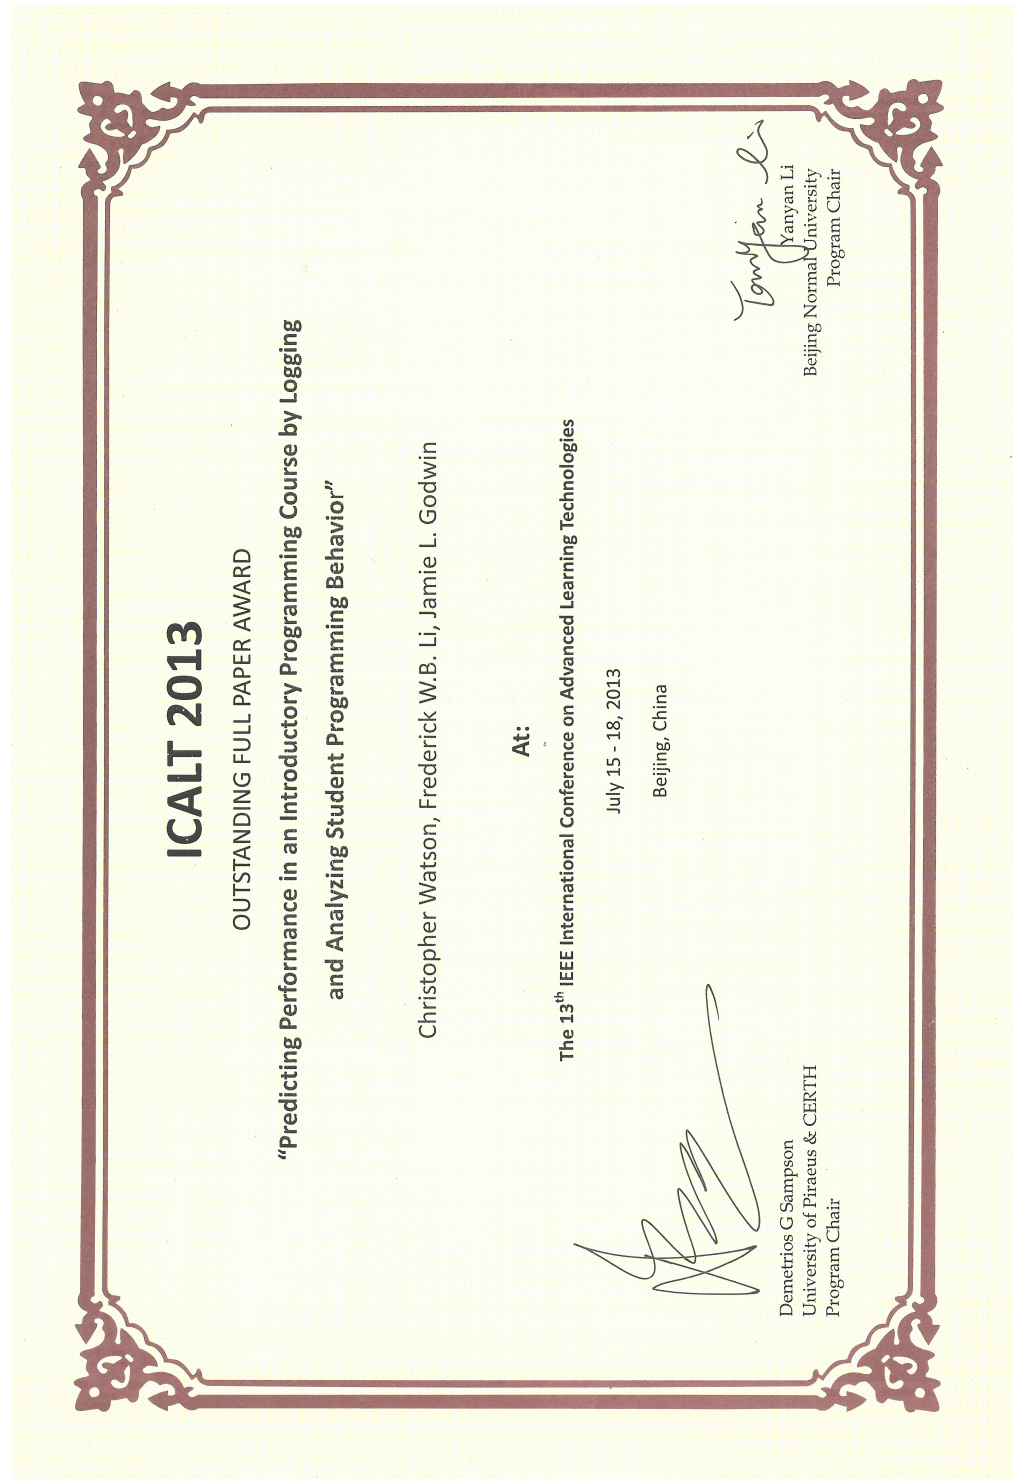 ICALT 2013
OUTSTANDING FULL PAPER AWARD
“Predicting Performance in an Introductory Programming Course by Logging
and Analyzing Student Programming Behavior”
Christopher Watson, Frederick W.B. Li, Jamie L. Godwin
At:
The 13th IEEE International Conference on Advanced Learning Technologies
July 15 - 18, 2013
Beijing, China
Demetrios G Sampson
University of Piraeus & CERTH
Program Chair
Yanyan Li
Yanyan Li
Beijing Normal University
Program Chair